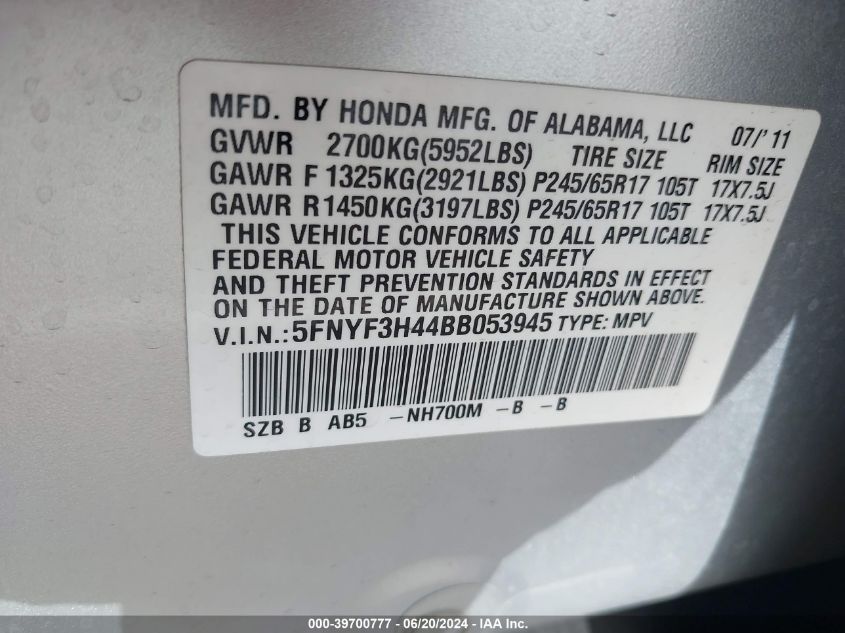 MFD. BY HONDA MFG. OF ALABAMA, LLC 07/'11
GVWR 2700KG(5952LBS) TIRE SIZE RIM SIZE
GAWR F 1325KG(2921LBS) P245/65R17 105T 17X7.5J
GAWR R1450KG(3197LBS) P245/65R17 105T 17X7.5J
THIS VEHICLE CONFORMS TO ALL APPLICABLE
FEDERAL MOTOR VEHICLE SAFETY
AND THEFT PREVENTION STANDARDS IN EFFECT
ON THE DATE OF MANUFACTURE SHOWN ABOVE.
V.I.N.: 5FNYF3H44BB053945 TYPE: MPV
SZB B AB5 -NH700M -B -B
000-39700777 - 06/20/2024 - IAA Inc.